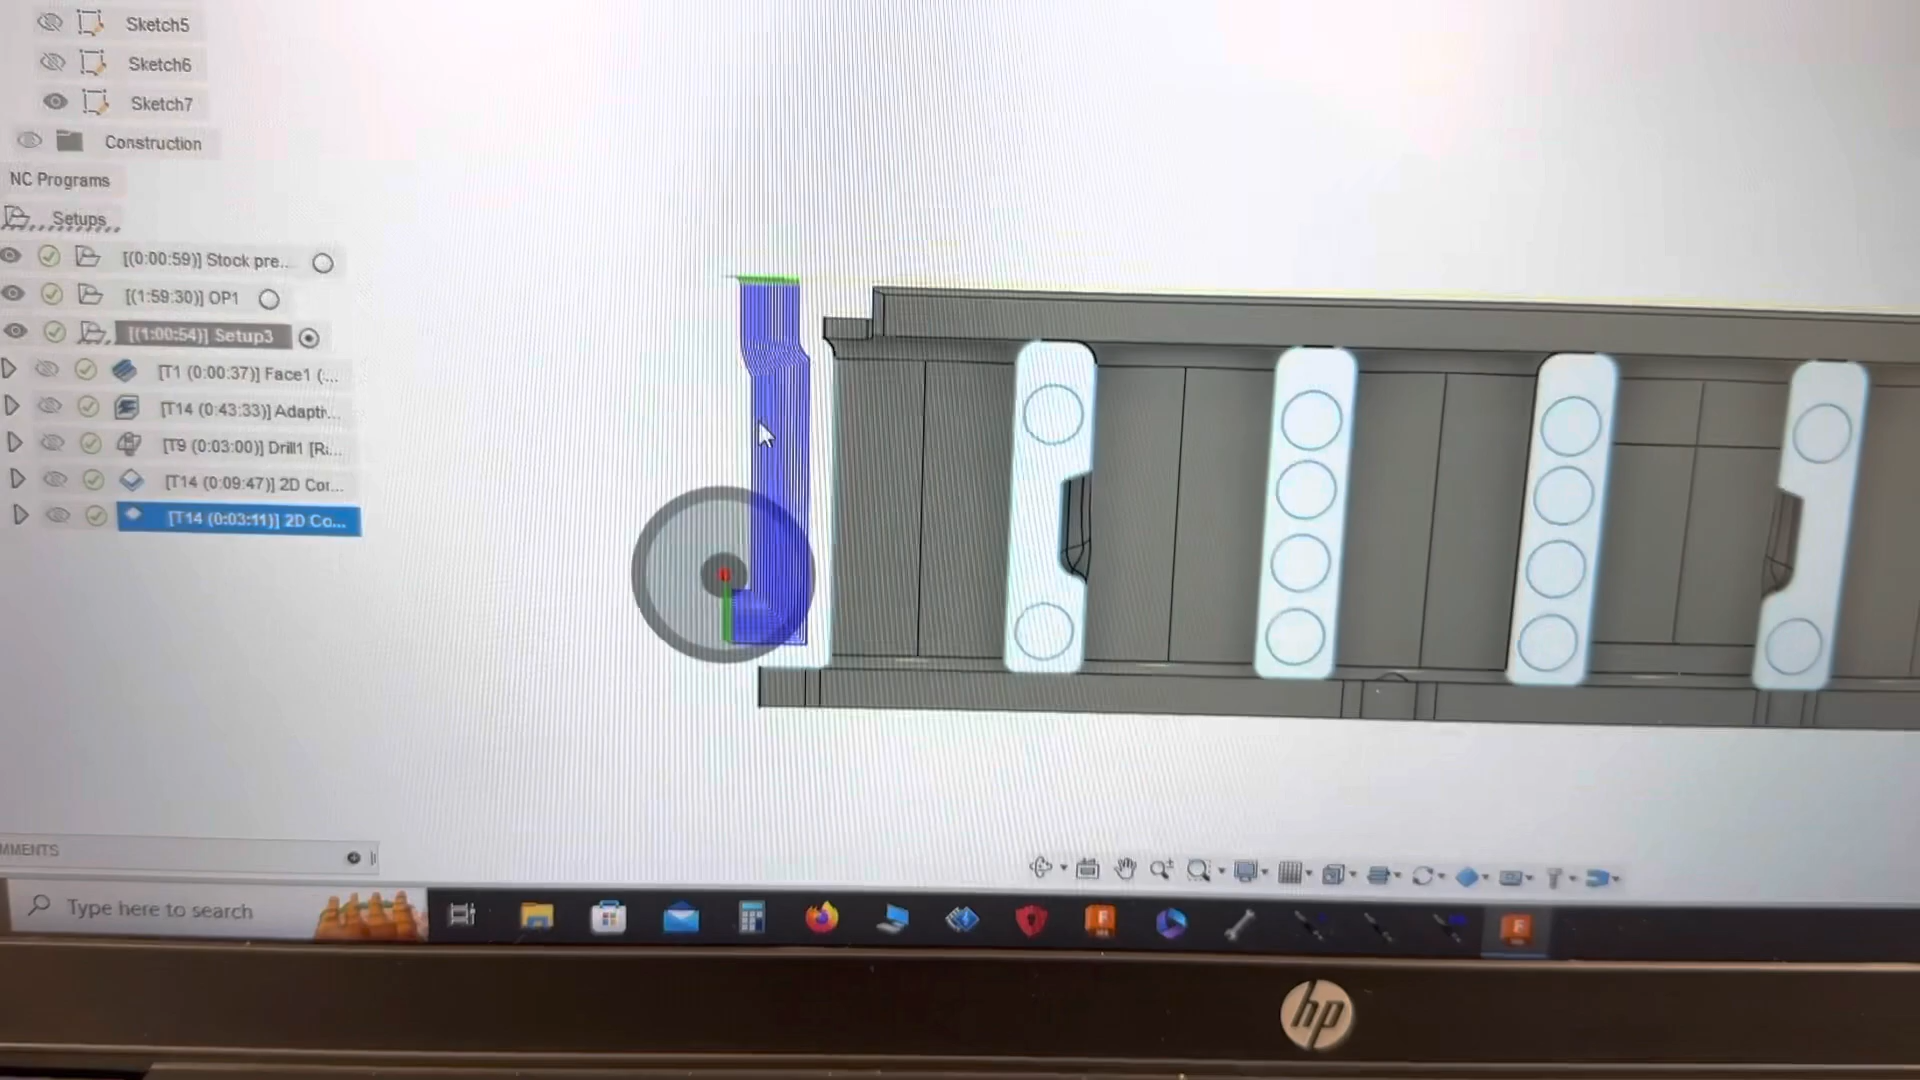 Sketch5
Sketch6
Sketch7
Construction
NC Programs
Setups
[(0:00:59)] Stock pre...
[(1:59:30)] OP1
[(1:00:54)] Setup3
[T1 (0:00:37)] Face1 (:...
[T14 (0:43:33)] Adapti...
[T9 (0:03:00)] Drill1 [Ri...
[T14 (0:09:47)] 2D Cor...
[T14 (0:03:11)] 2D Co...
MMENTS
Type here to search
F
F
hp